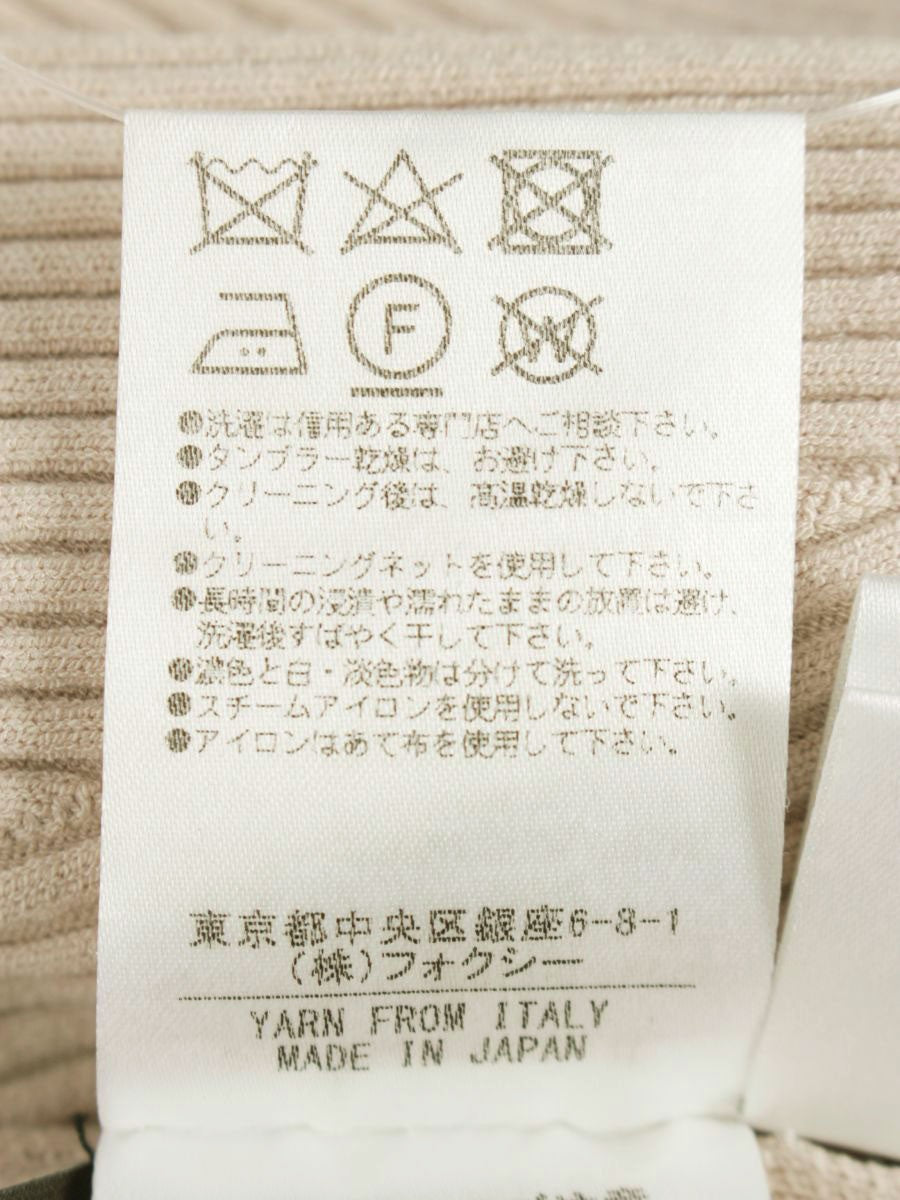 F
W
●洗濯は信用ある専門店へご相談下さい。
●タンブラー乾燥は、お避け下さい。
●クリーニング後は、高温乾燥しないで下さ
い。
●クリーニングネットを使用して下さい。
●長時間の浸漬や濡れたままの放置は避け、
洗濯後すばやく干して下さい。
●濃色と白・淡色物は分けて洗って下さい。
●スチームアイロンを使用しないで下さい。
●アイロンはあて布を使用して下さい。
東京都中央区銀座6-8-1
(株)フォクシー
YARN FROM ITALY
MADE IN JAPAN